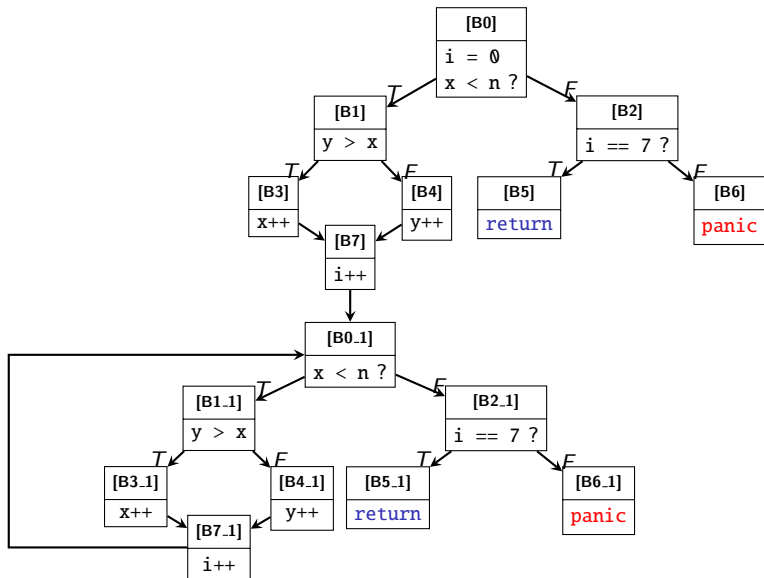 [B0]
i = 0
x < n ?
T
F
[B1]
y > x
[B2]
i == 7 ?
T
F
T
F
[B3]
x++
[B4]
y++
[B5]
return
[B6]
panic
[B7]
i++
[B0_1]
x < n ?
T
F
[B1_1]
y > x
[B2_1]
i == 7 ?
T
F
T
F
[B3_1]
x++
[B4_1]
y++
[B5_1]
return
[B6_1]
panic
[B7_1]
i++